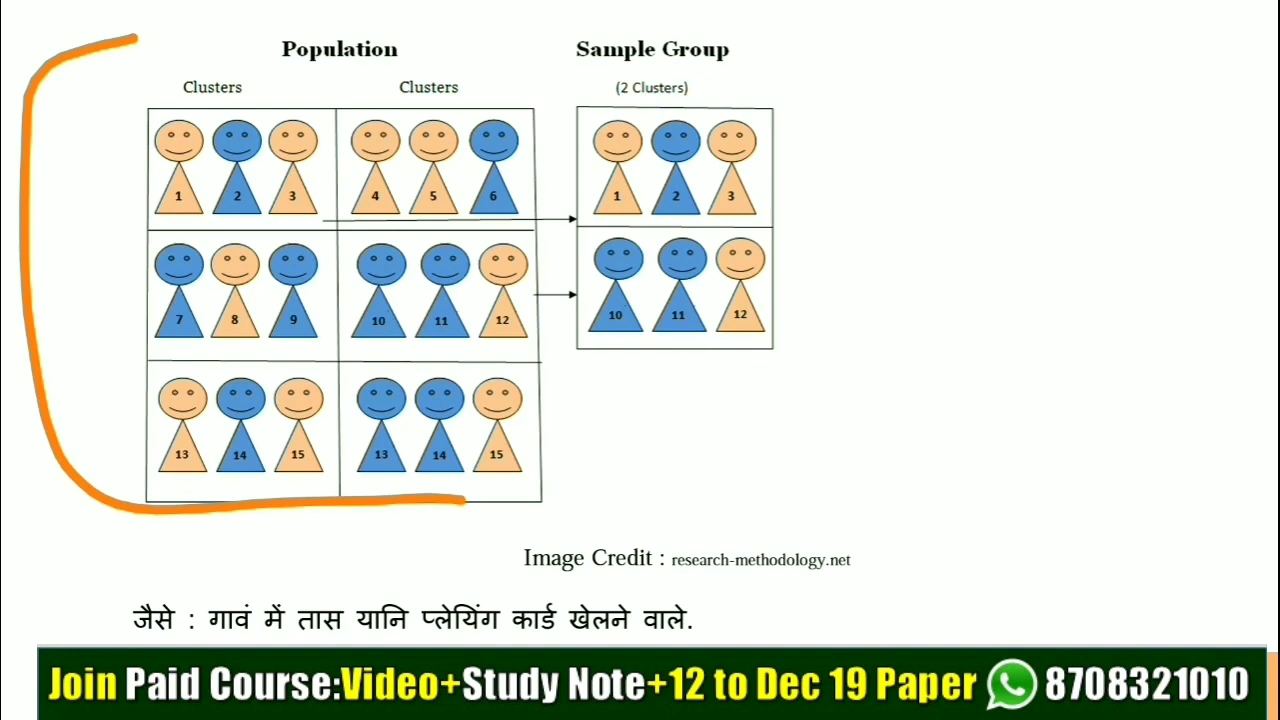 Population Sample Group
Clusters Clusters (2 Clusters)
1 2 3 4 5 6 1 2 3
7 8 9 10 11 12 10 11 12
13 14 15 13 14 15
Image Credit : research-methodology.net
जैसे : गावं में तास यानि प्लेयिंग कार्ड खेलने वाले.
Join Paid Course:Video+Study Note+12 to Dec 19 Paper 8708321010